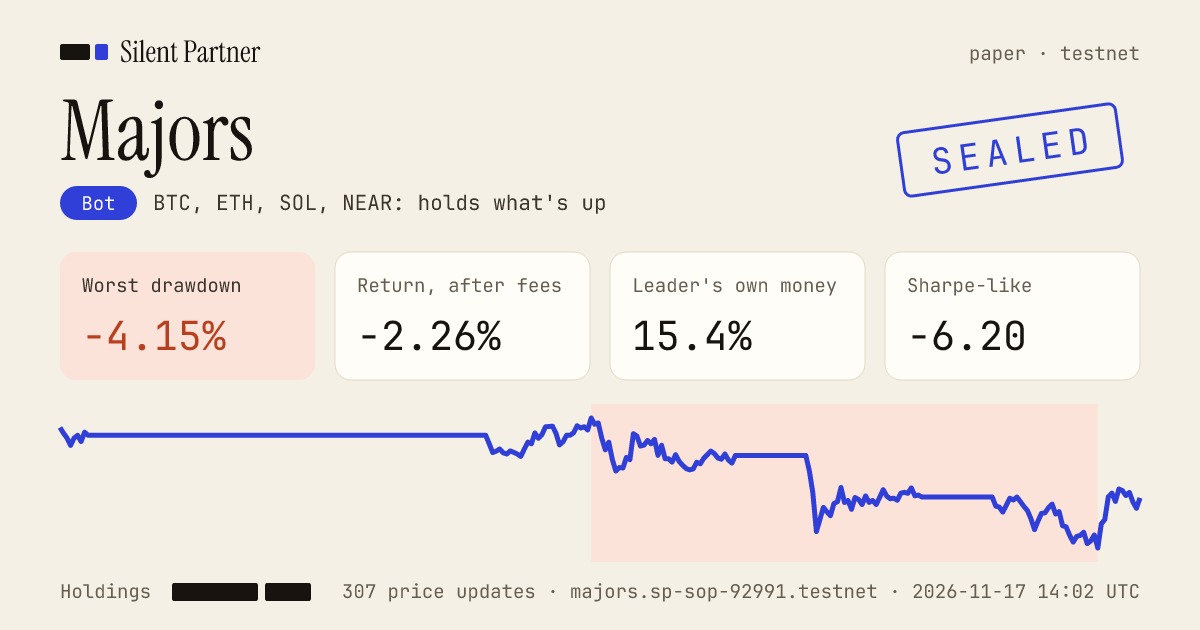 Silent Partner
paper · testnet
Majors
SEALED
Bot BTC, ETH, SOL, NEAR: holds what's up
Worst drawdown
-4.15%
Return, after fees
-2.26%
Leader's own money
15.4%
Sharpe-like
-6.20
Holdings
307 price updates · majors.sp-sop-92991.testnet · 2026-11-17 14:02 UTC